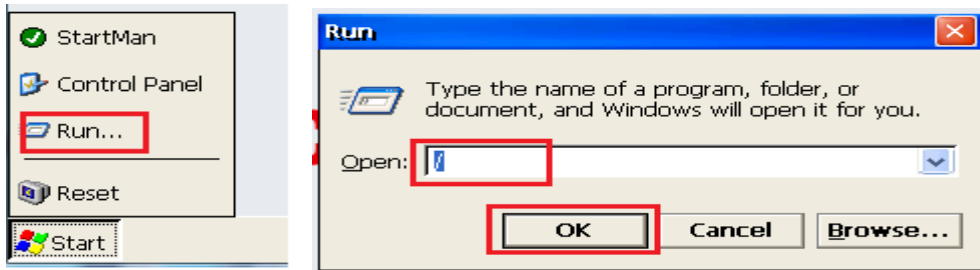 StartMan
Control Panel
Run...
Reset
Start
Run
Type the name of a program, folder, or
document, and Windows will open it for you.
Open: /
OK Cancel Browse...